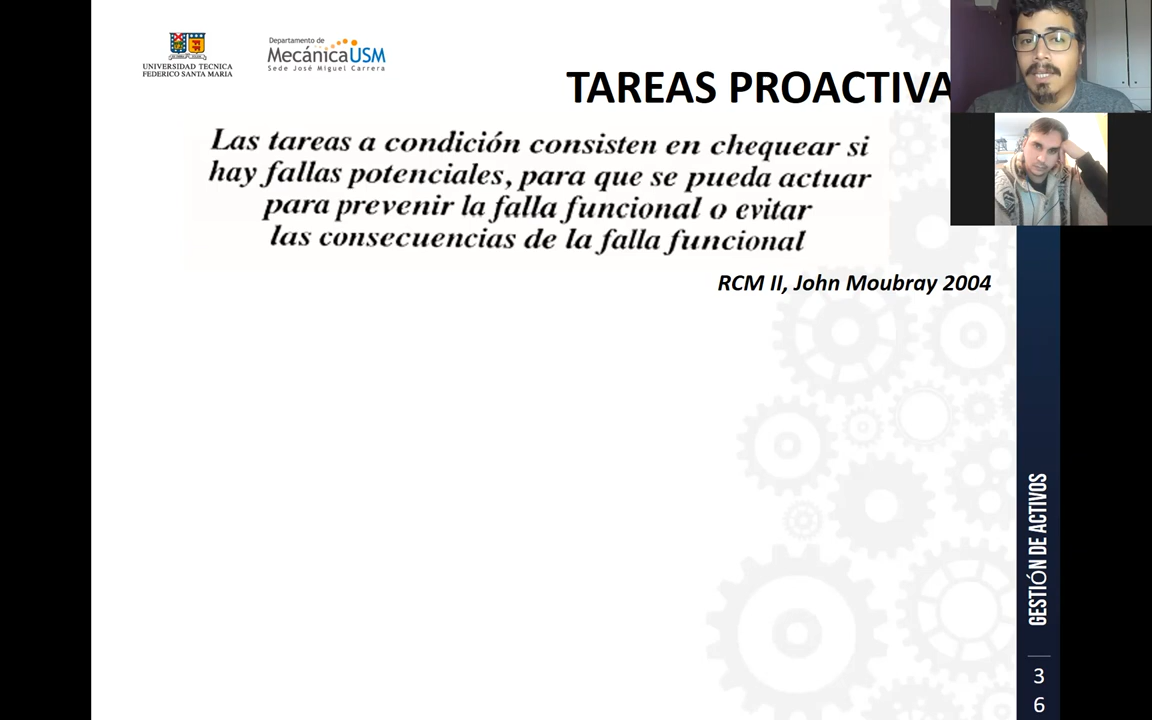 UNIVERSIDAD TECNICA
FEDERICO SANTA MARIA
Departamento de
MecánicaUSM
Sede José Miguel Carrera
TAREAS PROACTIVA
Las tareas a condición consisten en chequear si
hay fallas potenciales, para que se pueda actuar
para prevenir la falla funcional o evitar
las consecuencias de la falla funcional
RCM II, John Moubray 2004
GESTIÓN DE ACTIVOS
3
6